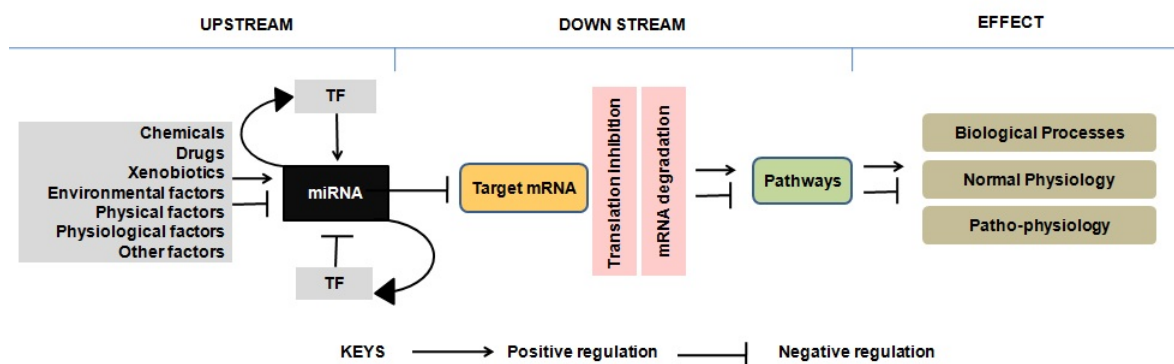 UPSTREAM
DOWN STREAM
EFFECT
TF
Chemicals
Drugs
Xenobiotics
Environmental factors
Physical factors
Physiological factors
Other factors
miRNA
TF
Target mRNA
Translation Inhibition
mRNA degradation
Pathways
Biological Processes
Normal Physiology
Patho-physiology
KEYS
Positive regulation
Negative regulation